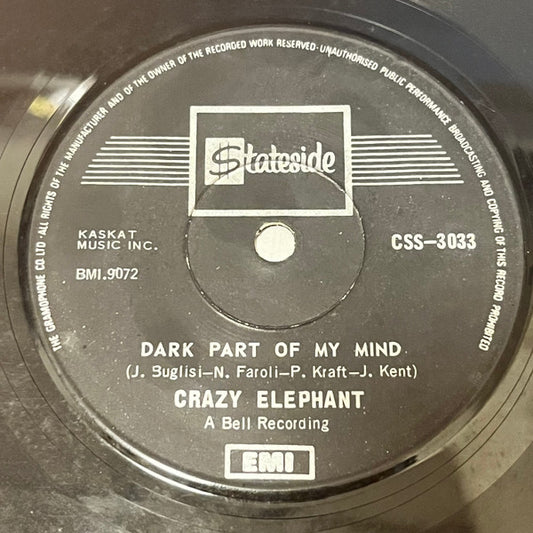 THE GRAMOPHONE CO LTD · ALL RIGHTS OF THE MANUFACTURER AND OF THE OWNER OF THE RECORDED WORK RESERVED · UNAUTHORISED PUBLIC PERFORMANCE BROADCASTING AND COPYING OF THIS RECORD PROHIBITED
$tateside
KASKAT
MUSIC INC.
CSS-3033
BMI.9072
DARK PART OF MY MIND
(J. Buglisi-N. Faroli-P. Kraft-J. Kent)
CRAZY ELEPHANT
A Bell Recording
EMI